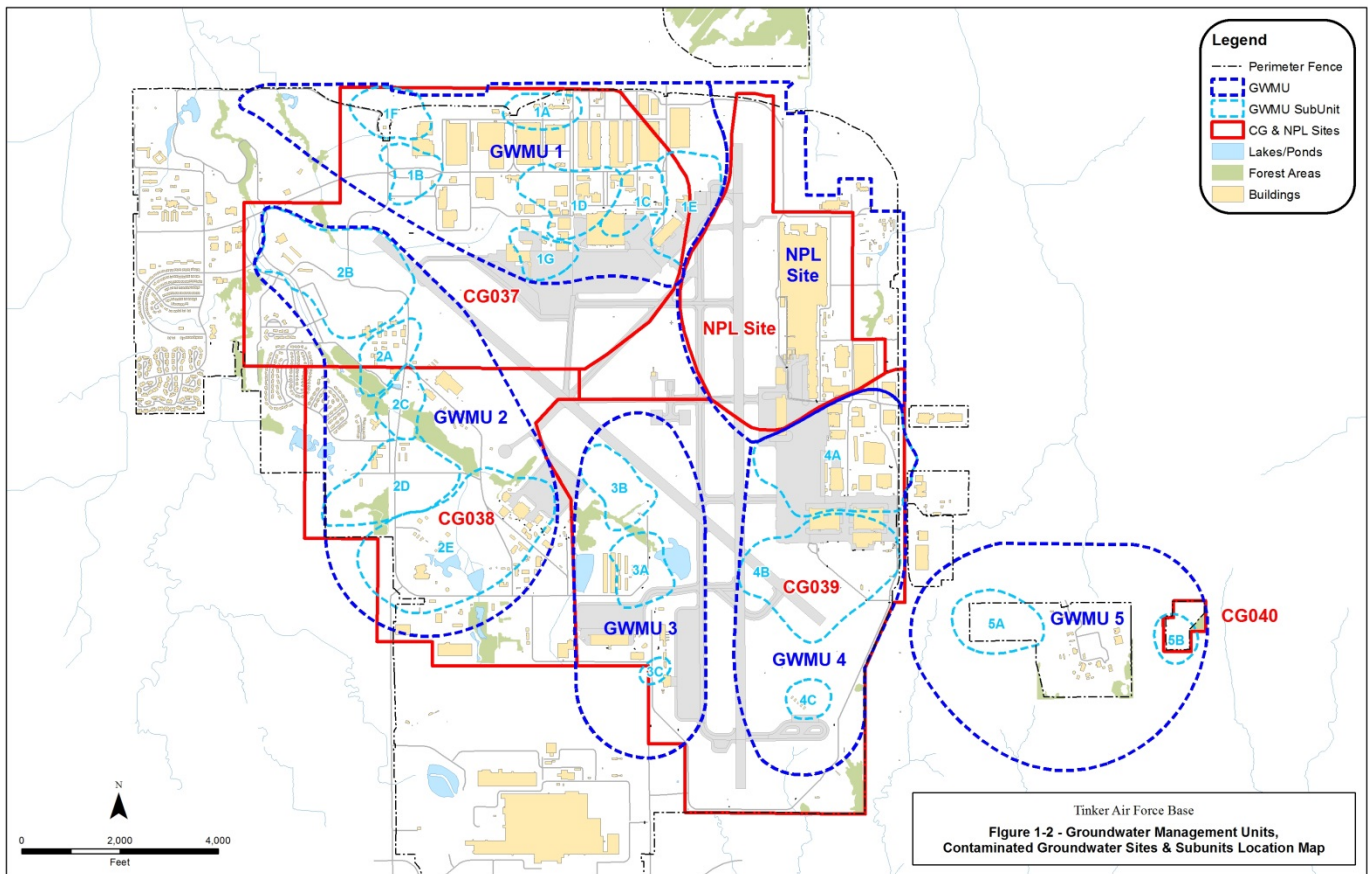 Legend
Perimeter Fence
GWMU
GWMU SubUnit
CG & NPL Sites
Lakes/Ponds
Forest Areas
Buildings
1F
1A
GWMU 1
1B
1D
1C
1E
1G
2B
CG037
NPL
Site
NPL Site
2A
2C
GWMU 2
2D
CG038
2E
3B
3A
GWMU 3
3C
4A
4B
CG039
GWMU 4
4C
5A
GWMU 5
5B
CG040
N
0 2,000 4,000
Feet
Tinker Air Force Base
Figure 1-2 - Groundwater Management Units,
Contaminated Groundwater Sites & Subunits Location Map